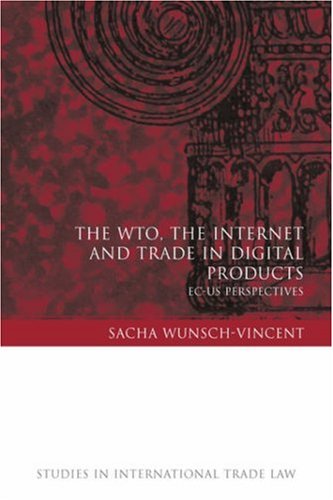 THE WTO, THE INTERNET
AND TRADE IN DIGITAL
PRODUCTS
EC-US PERSPECTIVES
SACHA WUNSCH-VINCENT
STUDIES IN INTERNATIONAL TRADE LAW